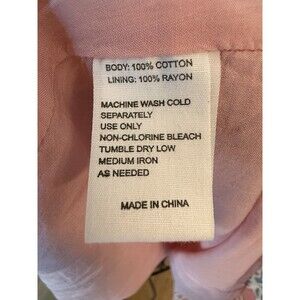 BODY: 100% COTTON
LINING: 100% RAYON
MACHINE WASH COLD
SEPARATELY
USE ONLY
NON-CHLORINE BLEACH
TUMBLE DRY LOW
MEDIUM IRON
AS NEEDED
MADE IN CHINA